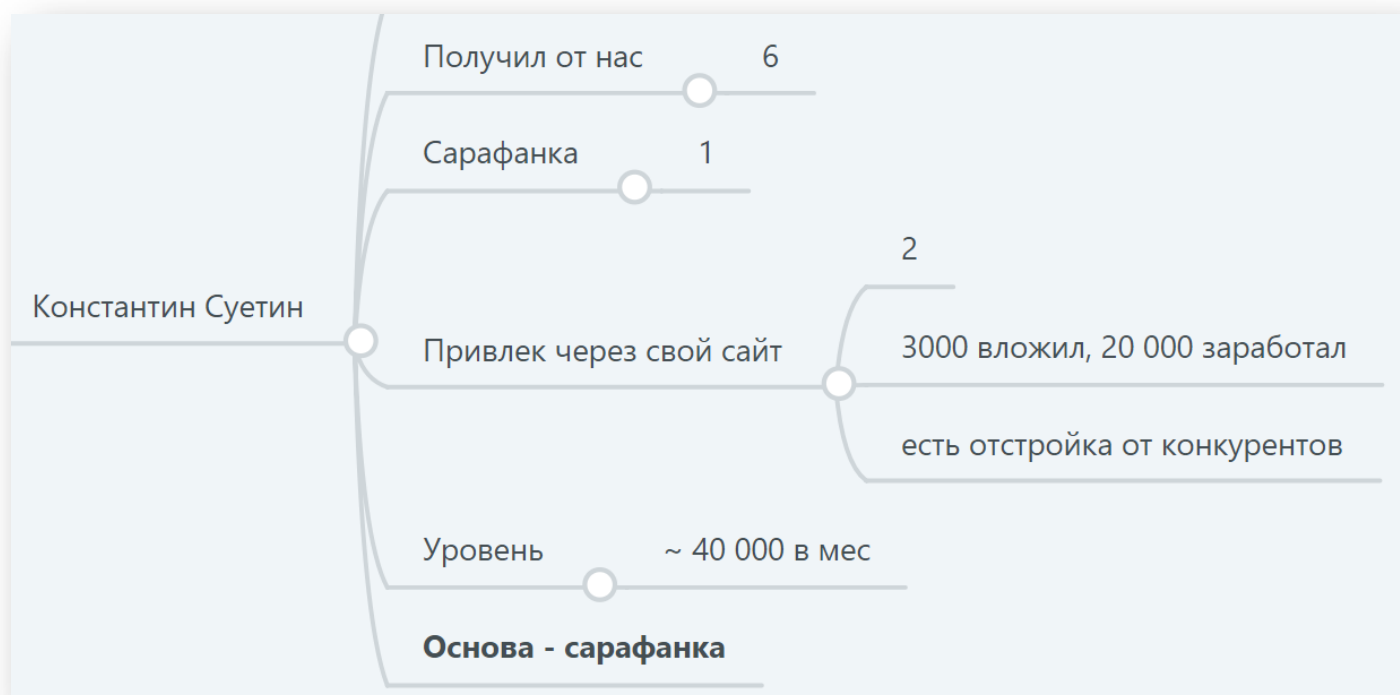 Получил от нас 6
Сарафанка 1
2
Константин Суетин
Привлек через свой сайт
3000 вложил, 20 000 заработал
есть отстройка от конкурентов
Уровень ~ 40 000 в мес
Основа - сарафанка